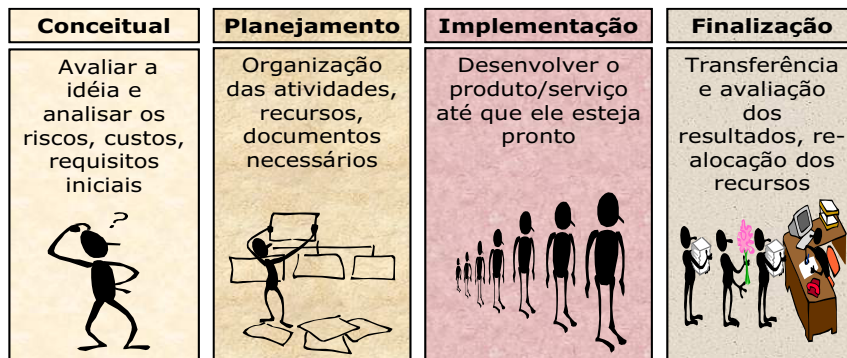 Conceitual
Avaliar a
idéia e
analisar os
riscos, custos,
requisitos
iniciais
?
Planejamento
Organização
das atividades,
recursos,
documentos
necessários
Implementação
Desenvolver o
produto/serviço
até que ele esteja
pronto
Finalização
Transferência
e avaliação
dos
resultados, re-
alocação dos
recursos